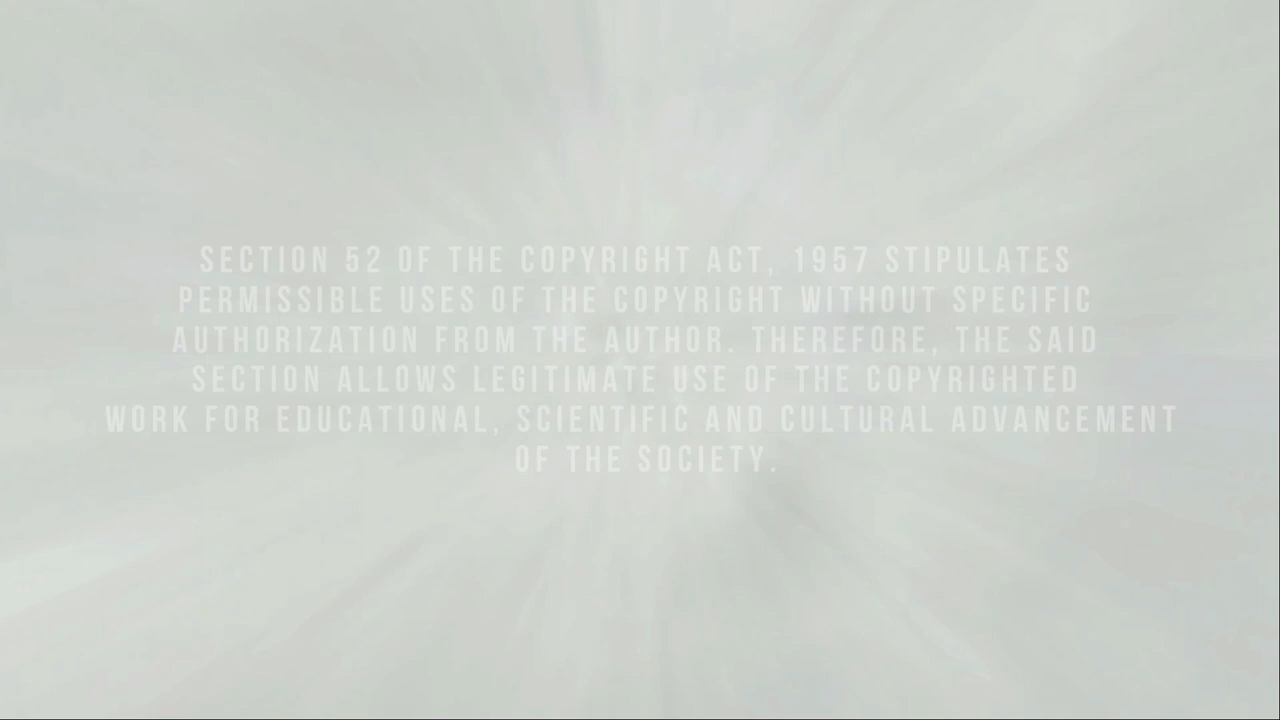 SECTION 52 OF THE COPYRIGHT ACT, 1957 STIPULATES
PERMISSIBLE USES OF THE COPYRIGHT WITHOUT SPECIFIC
AUTHORIZATION FROM THE AUTHOR. THEREFORE, THE SAID
SECTION ALLOWS LEGITIMATE USE OF THE COPYRIGHTED
WORK FOR EDUCATIONAL, SCIENTIFIC AND CULTURAL ADVANCEMENT
OF THE SOCIETY.